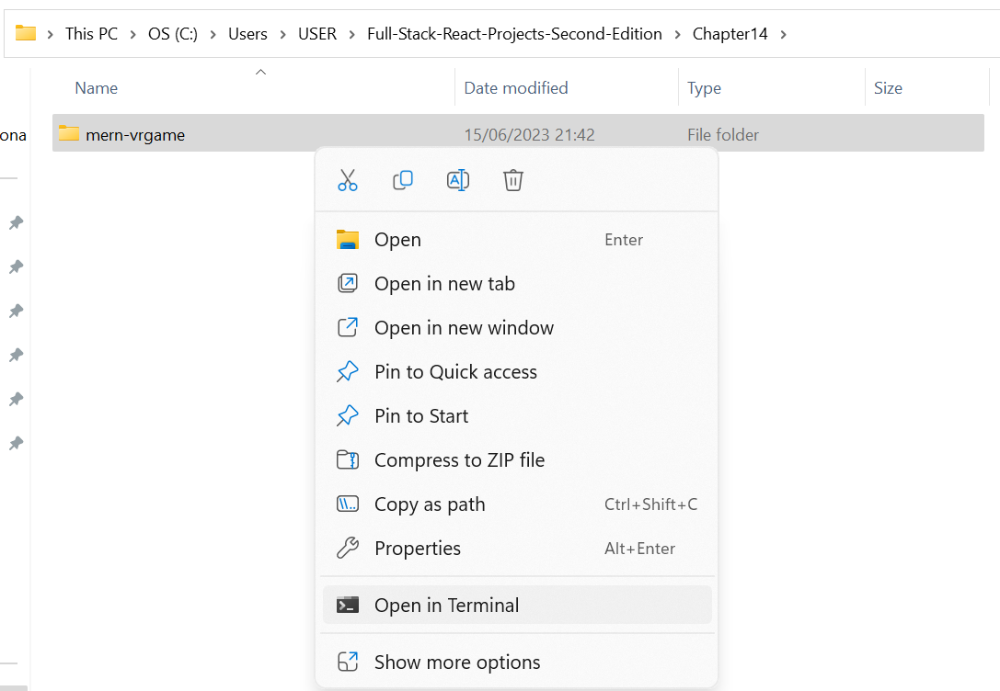 This PC > OS (C:) > Users > USER > Full-Stack-React-Projects-Second-Edition > Chapter14 >
Name Date modified Type Size
ona
mern-vrgame 15/06/2023 21:42 File folder
Open Enter
Open in new tab
Open in new window
Pin to Quick access
Pin to Start
Compress to ZIP file
Copy as path Ctrl+Shift+C
Properties Alt+Enter
Open in Terminal
Show more options